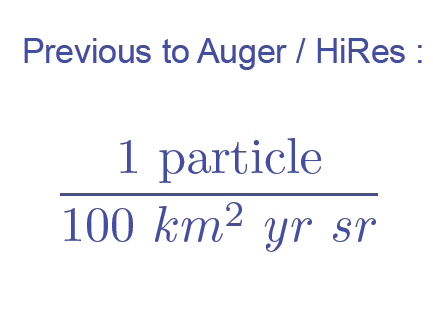 Previous to Auger / HiRes :
1 particle
100 km² yr sr